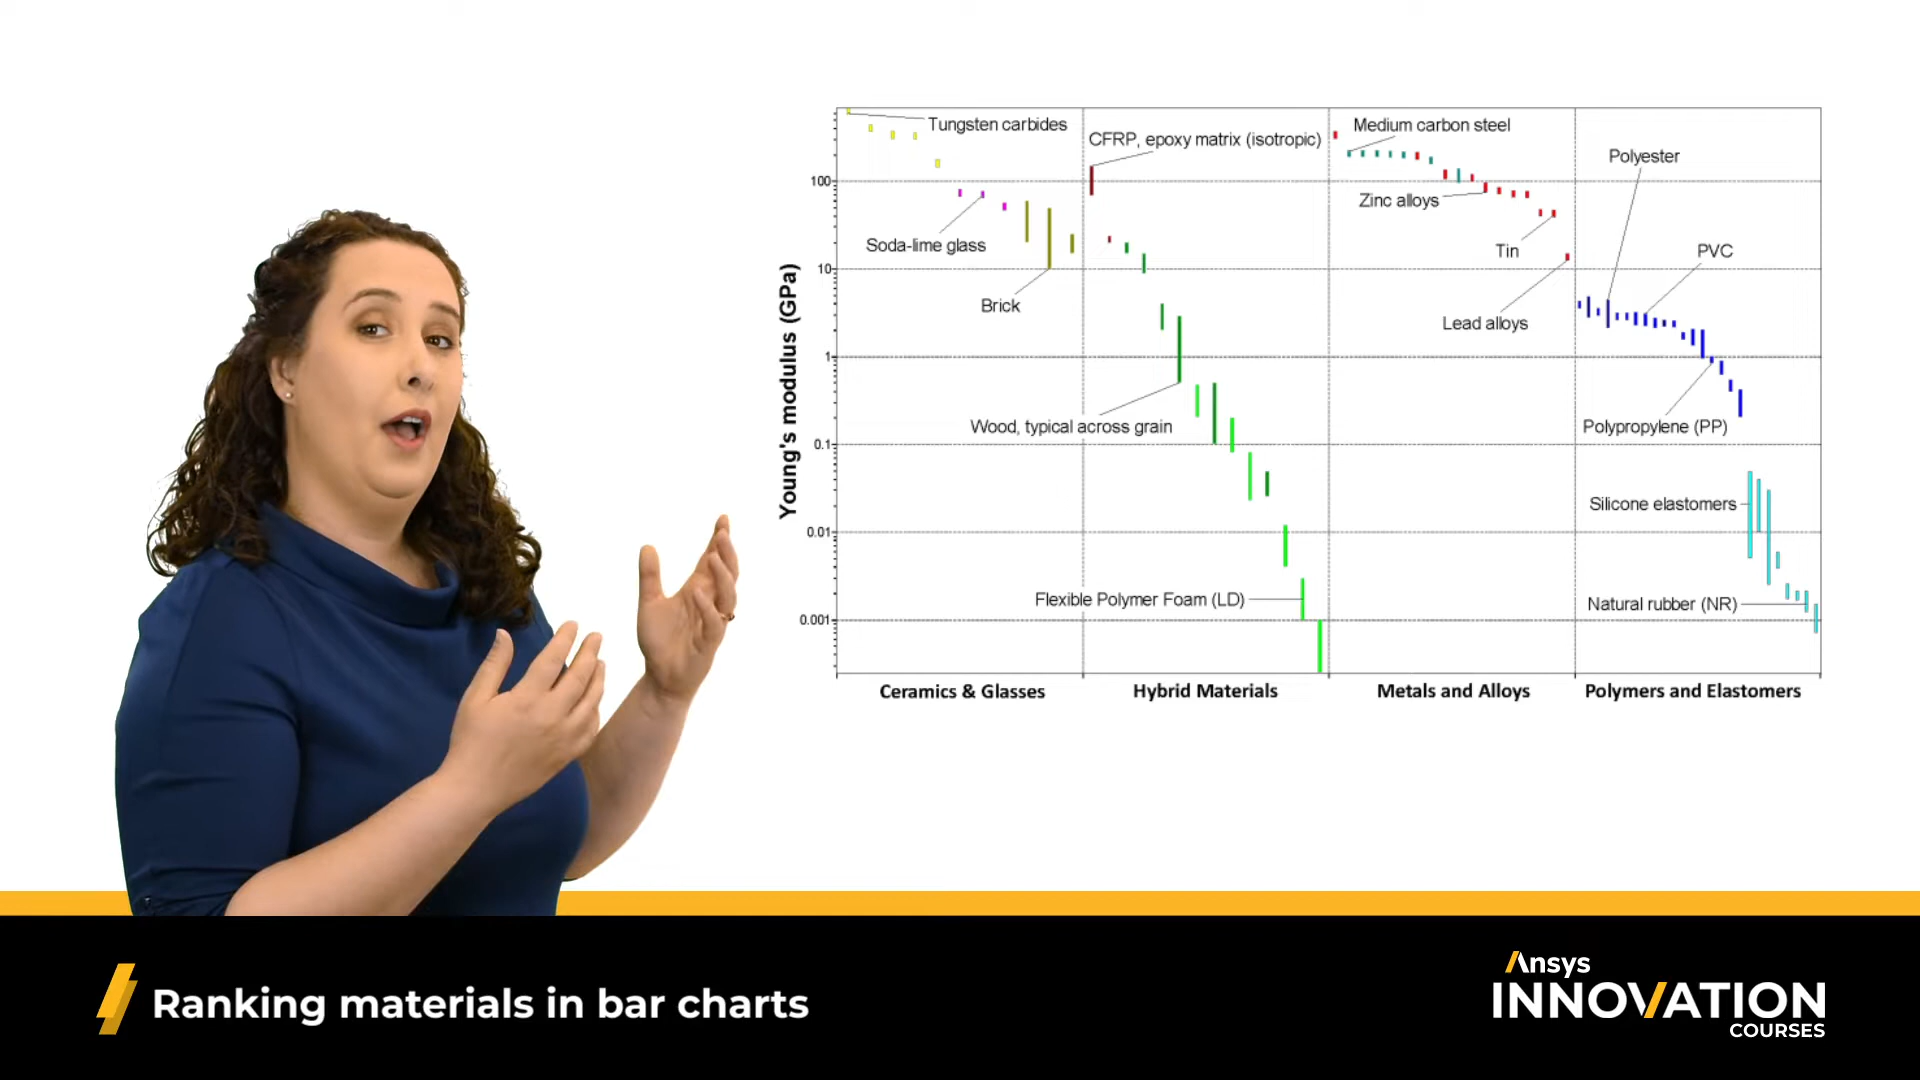 Tungsten carbides
Medium carbon steel
CFRP, epoxy matrix (isotropic)
Polyester
100
Zinc alloys
Soda-lime glass
Tin
PVC
10
Brick
Lead alloys
Young's modulus (GPa)
1
Wood, typical across grain
Polypropylene (PP)
0.1
Silicone elastomers
0.01
Flexible Polymer Foam (LD)
Natural rubber (NR)
0.001
Ceramics & Glasses
Hybrid Materials
Metals and Alloys
Polymers and Elastomers
Ranking materials in bar charts
Ansys
INNOVATION
COURSES